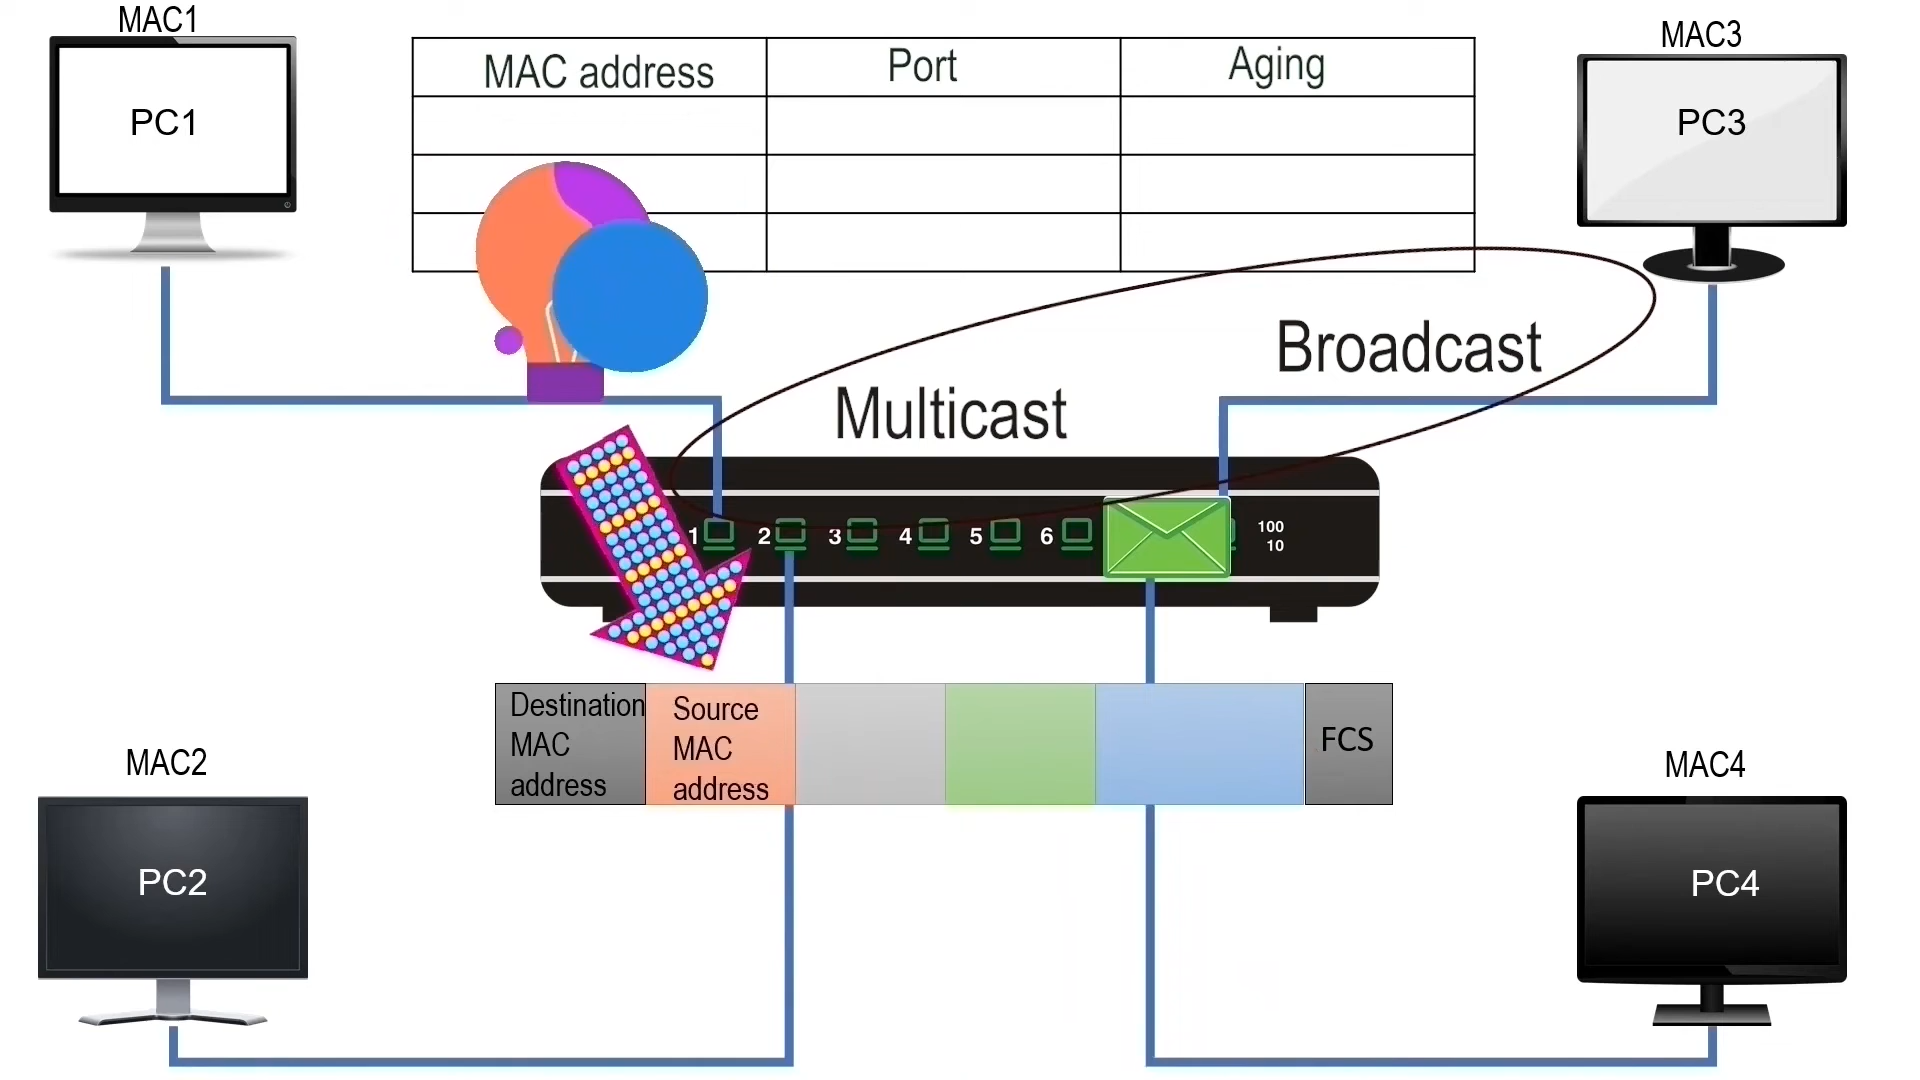 MAC1
MAC3
MAC address Port Aging
PC1
PC3
Broadcast
Multicast
1 2 3 4 5 6 100
10
Destination
MAC
address
Source
MAC
address
FCS
MAC2
MAC4
PC2
PC4